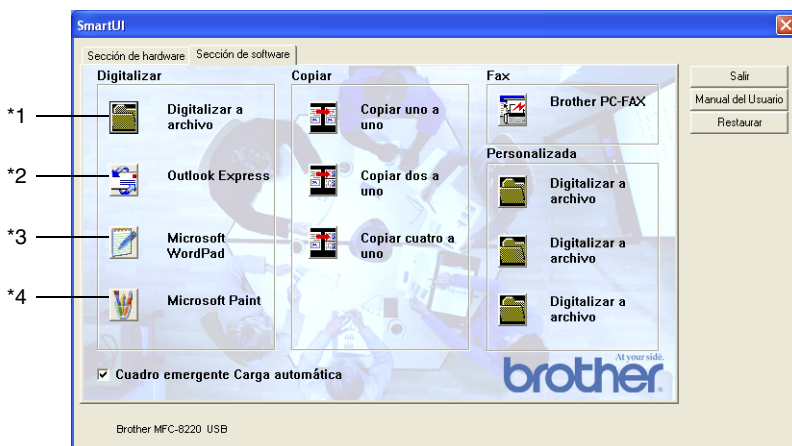 SmartUI
Sección de hardware
Sección de software
Digitalizar
*1
Digitalizar a
archivo
*2
Outlook Express
*3
Microsoft
WordPad
*4
Microsoft Paint
Copiar
Copiar uno a
uno
Copiar dos a
uno
Copiar cuatro a
uno
Fax
Brother PC-FAX
Personalizada
Digitalizar a
archivo
Digitalizar a
archivo
Digitalizar a
archivo
Salir
Manual del Usuario
Restaurar
Cuadro emergente Carga automática
At your side.
brother
Brother MFC-8220 USB